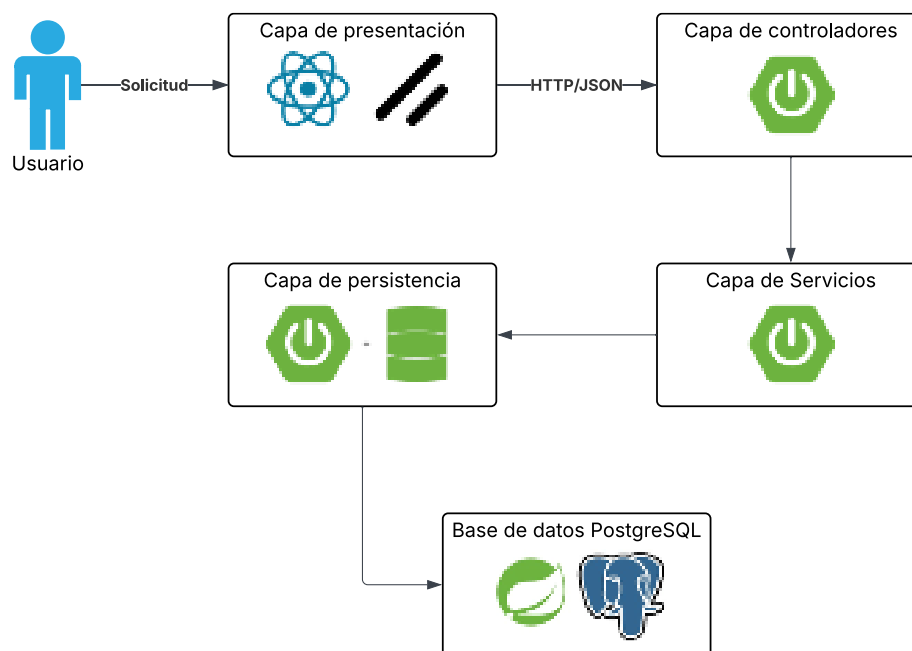 Capa de presentación
Capa de controladores
Solicitud
HTTP/JSON
Usuario
Capa de persistencia
Capa de Servicios
-
Base de datos PostgreSQL